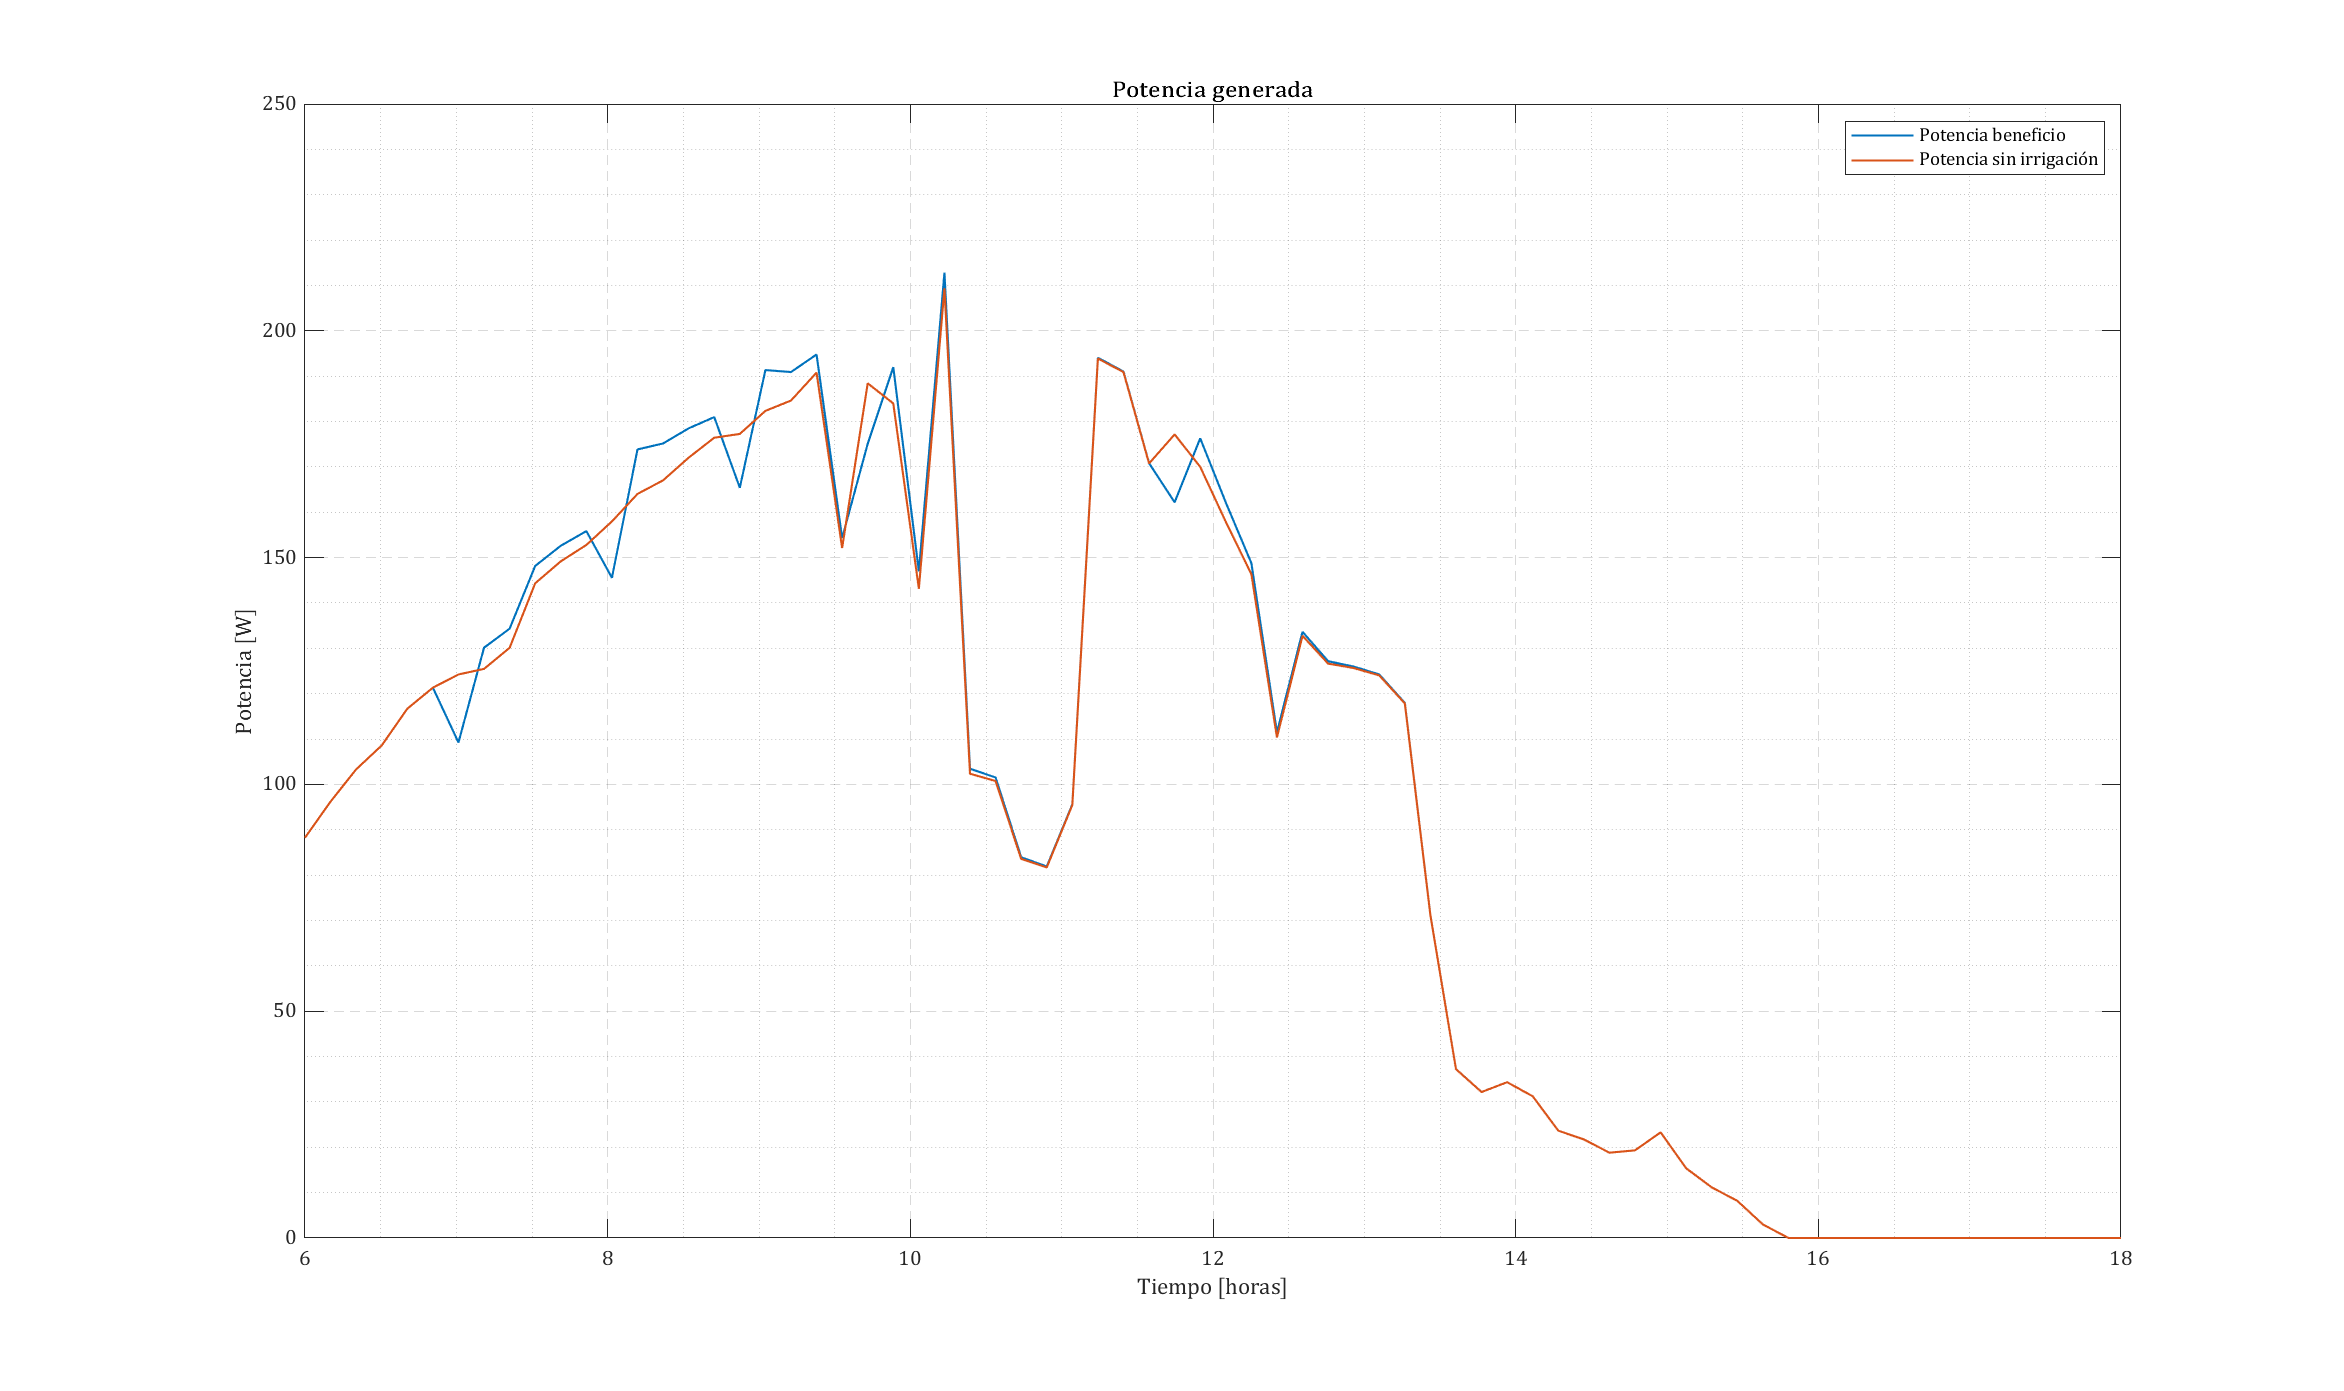 Potencia generada
250
200
150
100
50
0
Potencia [W]
Potencia beneficio
Potencia sin irrigación
6 8 10 12 14 16 18
Tiempo [horas]